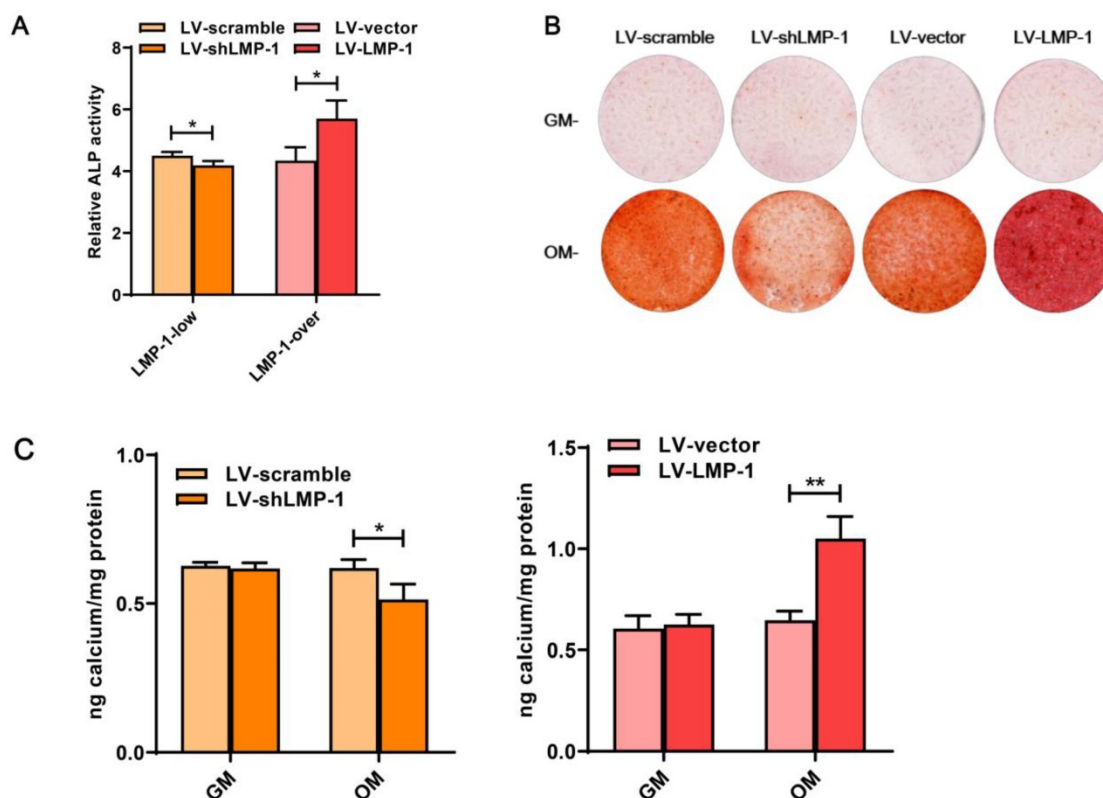 A
LV-scramble LV-vector
LV-shLMP-1 LV-LMP-1
Relative ALP activity
8
6
4
2
0
*
*
LMP-1-low
LMP-1-over
B
LV-scramble LV-shLMP-1 LV-vector LV-LMP-1
GM-
OM-
C
LV-scramble
LV-shLMP-1
ng calcium/mg protein
1.0
0.5
0.0
*
GM
OM
LV-vector
LV-LMP-1
ng calcium/mg protein
1.5
1.0
0.5
0.0
**
GM
OM